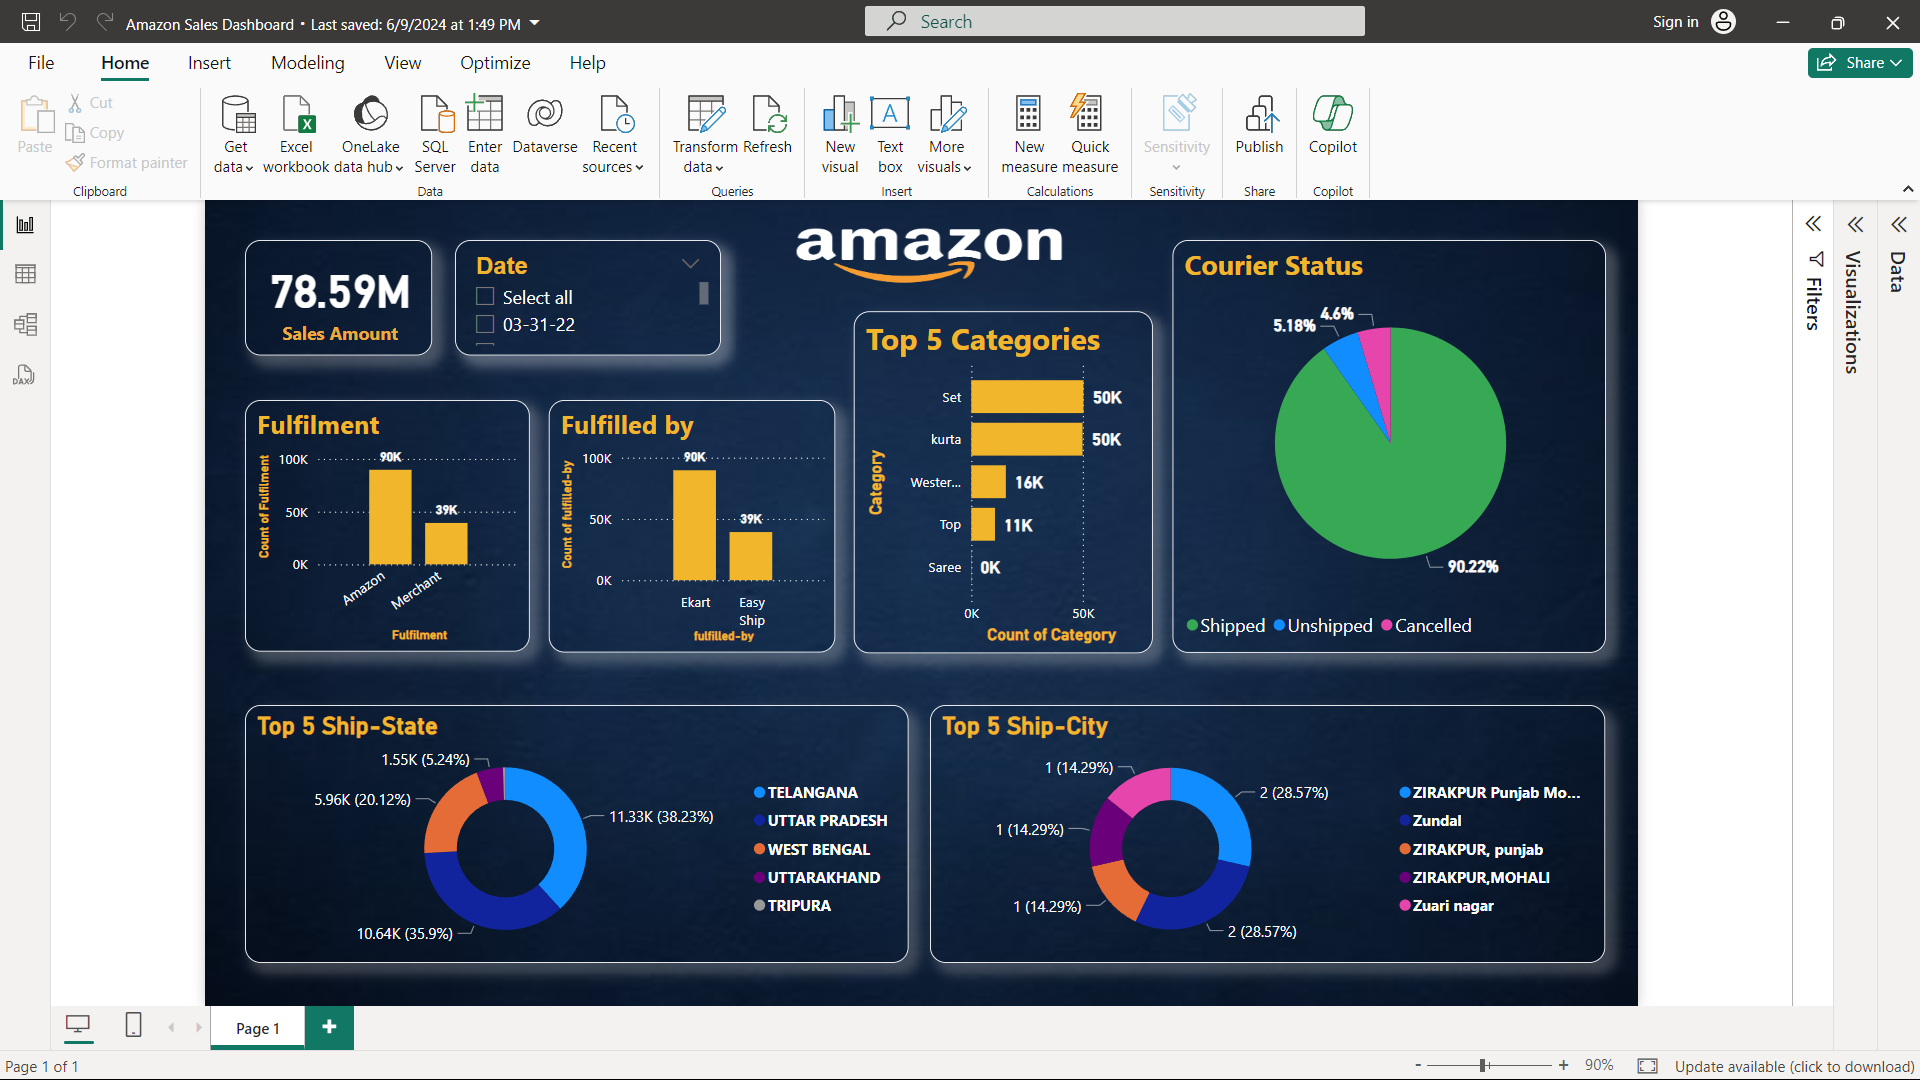 Amazon Sales Dashboard • Last saved: 6/9/2024 at 1:49 PM
Search
Sign in
File
Home
Insert
Modeling
View
Optimize
Help
Share
Paste
Cut
Copy
Format painter
Clipboard
Get data
Excel workbook
OneLake data hub
SQL Server
Enter data
Dataverse
Recent sources
Data
Transform data
Refresh
Queries
New visual
Text box
More visuals
Insert
New measure
Quick measure
Calculations
Sensitivity
Sensitivity
Publish
Share
Copilot
Copilot
DAX
78.59M
Sales Amount
Date
Select all
03-31-22
amazon
Fulfilment
Count of Fulfilment
100K
50K
0K
90K
39K
Amazon
Merchant
Fulfilment
Fulfilled by
Count of fulfilled-by
100K
50K
0K
90K
39K
Ekart
Easy Ship
fulfilled-by
Top 5 Categories
Category
Set
50K
kurta
50K
Wester...
16K
Top
11K
Saree
0K
0K
50K
Count of Category
Courier Status
5.18%
4.6%
90.22%
Shipped
Unshipped
Cancelled
Top 5 Ship-State
1.55K (5.24%)
5.96K (20.12%)
11.33K (38.23%)
10.64K (35.9%)
TELANGANA
UTTAR PRADESH
WEST BENGAL
UTTARAKHAND
TRIPURA
Top 5 Ship-City
1 (14.29%)
2 (28.57%)
1 (14.29%)
1 (14.29%)
2 (28.57%)
ZIRAKPUR Punjab Mo...
Zundal
ZIRAKPUR, punjab
ZIRAKPUR,MOHALI
Zuari nagar
Filters
Visualizations
Data
Page 1
Page 1 of 1
90%
Update available (click to download)